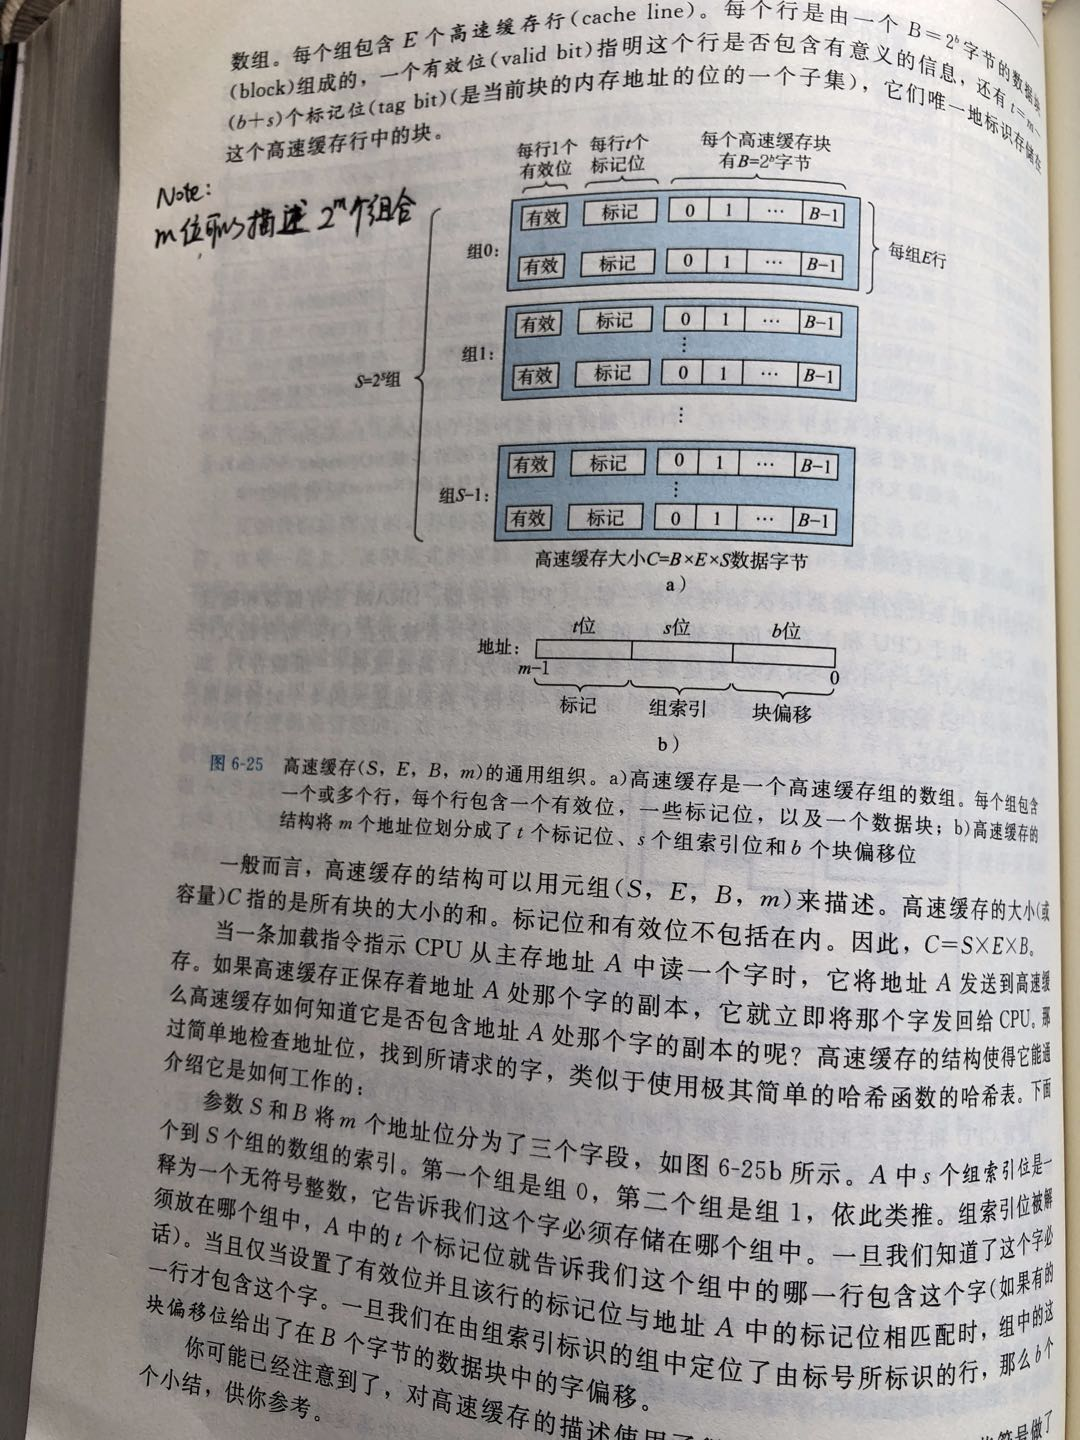 数组。每个组包含 E 个高速缓存行(cache line)。每个行是由一个 B=2ᵇ字节的数据块
(block)组成的，一个有效位(valid bit)指明这个行是否包含有意义的信息，还有 t=m-
(b+s)个标记位(tag bit)(是当前块的内存地址的位的一个子集)，它们唯一地标识存储在
这个高速缓存行中的块。
Note:
m位可以描述 2ᵐ个组合
每行1个 每行t个 每个高速缓存块
有效位 标记位 有B=2ᵇ字节
有效 标记 0 1 … B-1
组0: 每组E行
有效 标记 0 1 … B-1
有效 标记 0 1 … B-1
组1: ⋮
有效 标记 0 1 … B-1
S=2ˢ组
⋮
有效 标记 0 1 … B-1
组S-1: ⋮
有效 标记 0 1 … B-1
高速缓存大小C=B×E×S数据字节
a)
t位 s位 b位
地址:
m-1 0
标记 组索引 块偏移
b)
图 6-25 高速缓存(S，E，B，m)的通用组织。a)高速缓存是一个高速缓存组的数组。每个组包含
一个或多个行，每个行包含一个有效位，一些标记位，以及一个数据块；b)高速缓存的
结构将 m 个地址位划分成了 t 个标记位、s 个组索引位和 b 个块偏移位
一般而言，高速缓存的结构可以用元组(S，E，B，m)来描述。高速缓存的大小(或
容量)C 指的是所有块的大小的和。标记位和有效位不包括在内。因此，C=S×E×B。
当一条加载指令指示 CPU 从主存地址 A 中读一个字时，它将地址 A 发送到高速缓
存。如果高速缓存正保存着地址 A 处那个字的副本，它就立即将那个字发回给 CPU。那
么高速缓存如何知道它是否包含地址 A 处那个字的副本的呢？高速缓存的结构使得它能通
过简单地检查地址位，找到所请求的字，类似于使用极其简单的哈希函数的哈希表。下面
介绍它是如何工作的：
参数 S 和 B 将 m 个地址位分为了三个字段，如图 6-25b 所示。A 中 s 个组索引位是一
个到 S 个组的数组的索引。第一个组是组 0，第二个组是组 1，依此类推。组索引位被解
释为一个无符号整数，它告诉我们这个字必须存储在哪个组中。一旦我们知道了这个字必
须放在哪个组中，A 中的 t 个标记位就告诉我们这个组中的哪一行包含这个字(如果有的
话)。当且仅当设置了有效位并且该行的标记位与地址 A 中的标记位相匹配时，组中的这
一行才包含这个字。一旦我们在由组索引标识的组中定位了由标号所标识的行，那么 b 个
块偏移位给出了在 B 个字节的数据块中的字偏移。
你可能已经注意到了，对高速缓存的描述使用了
符号做了
个小结，供你参考。